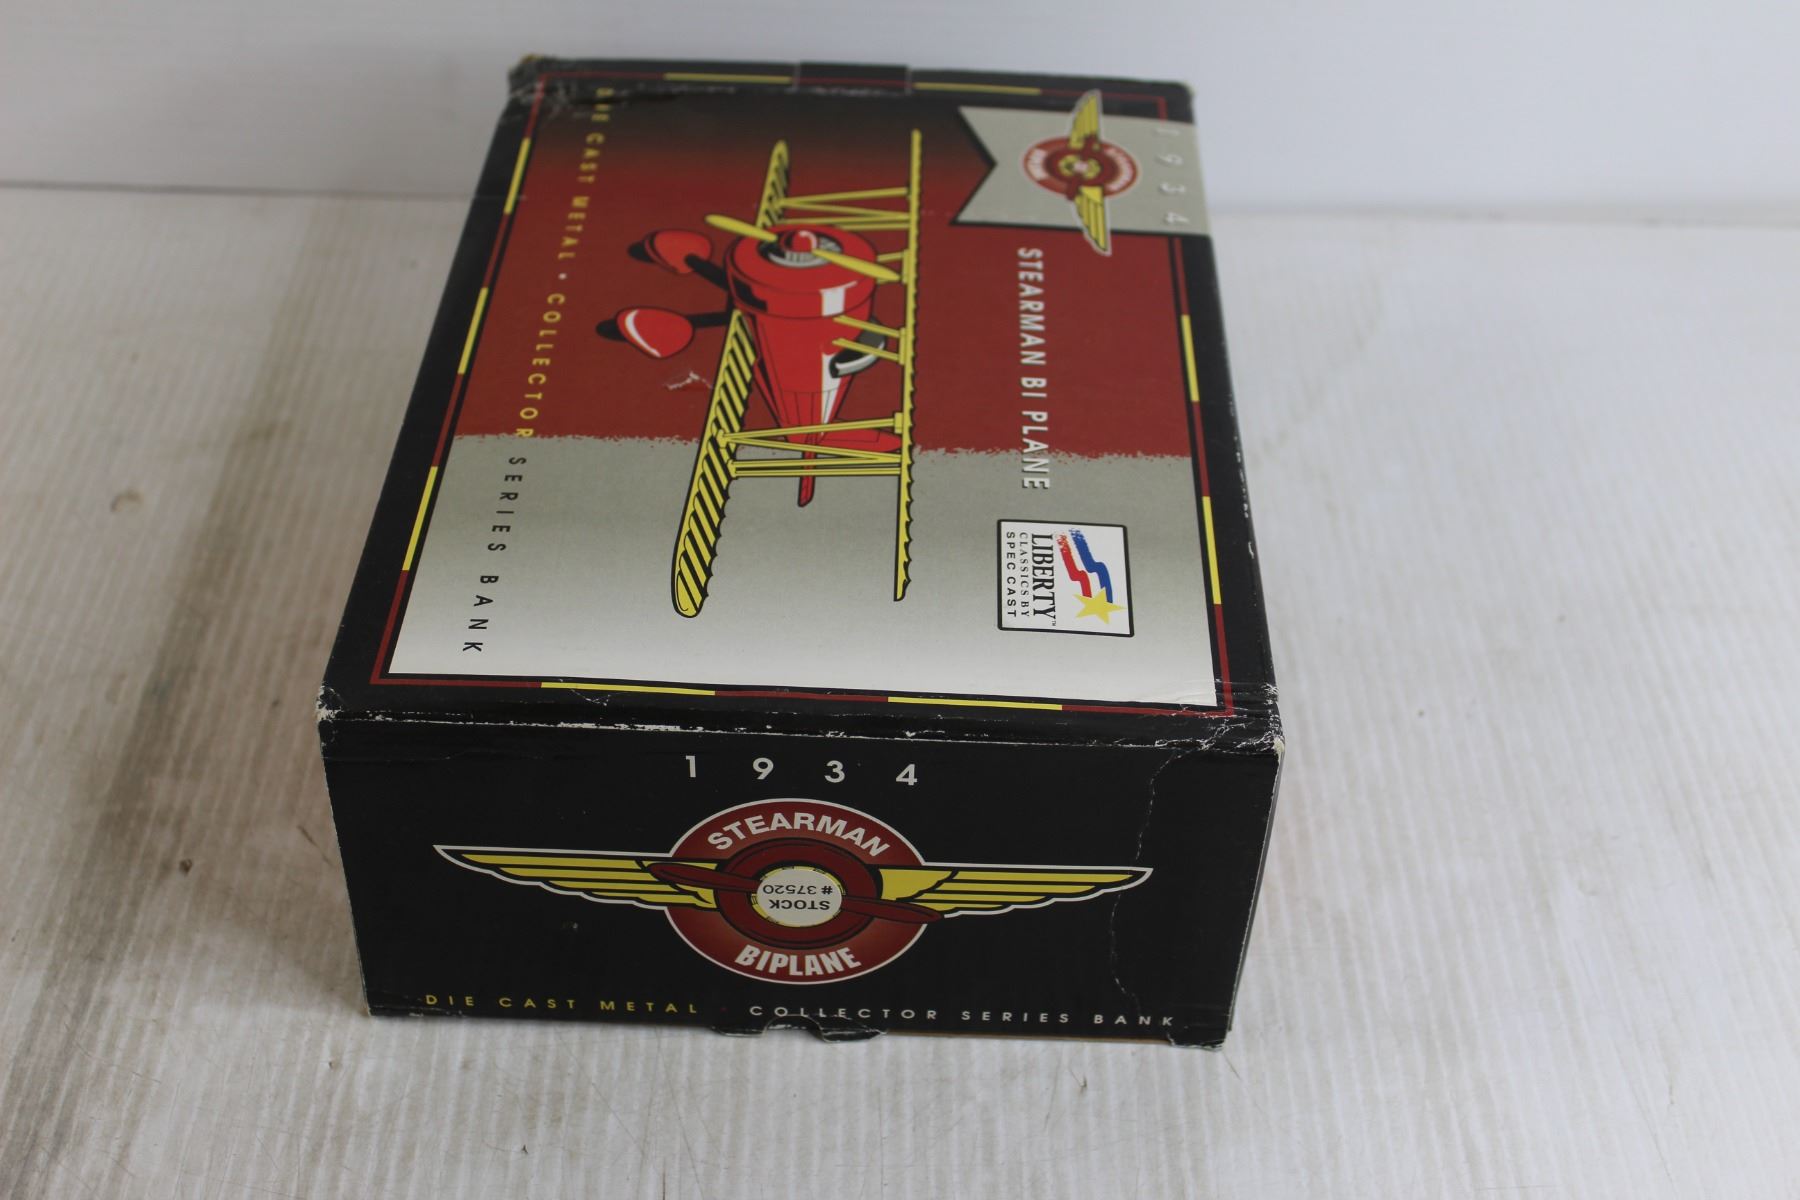 1934
STEARMAN BI PLANE
LIBERTY™
CLASSICS BY
SPEC CAST
DIE CAST METAL • COLLECTOR SERIES BANK
1934
STEARMAN
STOCK
# 37520
BIPLANE
DIE CAST METAL · COLLECTOR SERIES BANK